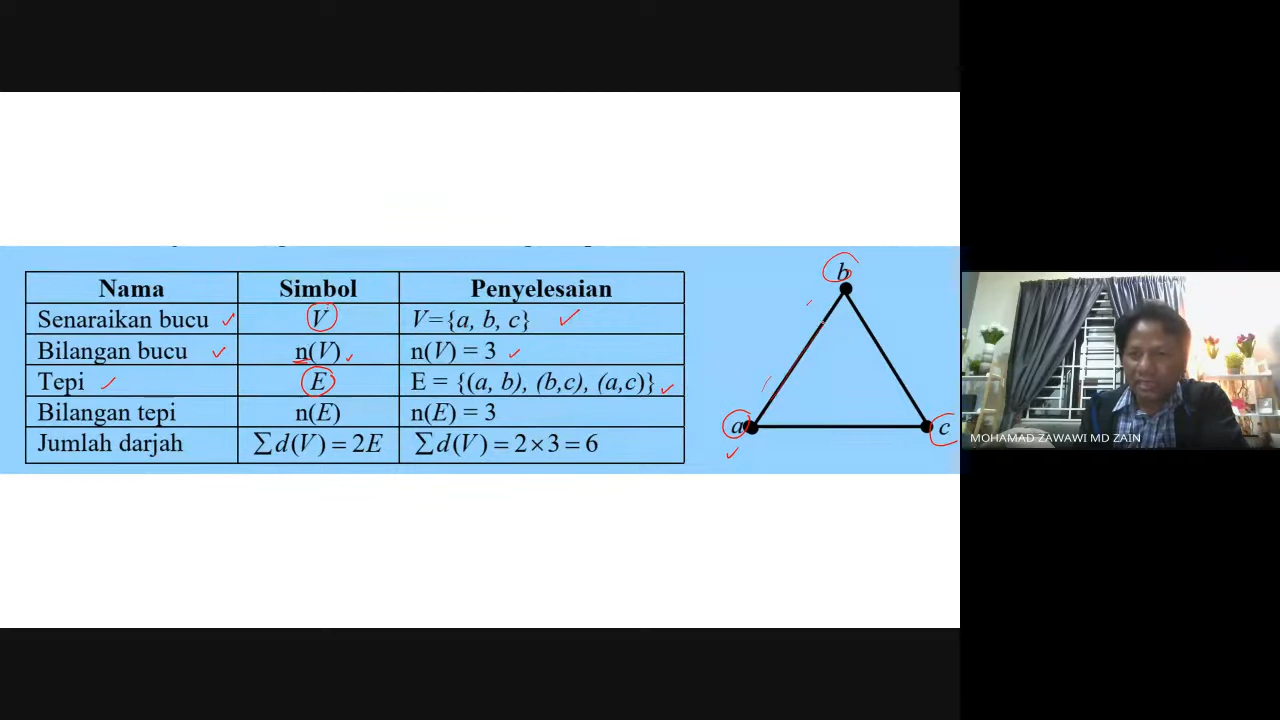 Nama Simbol Penyelesaian
Senaraikan bucu V V={a, b, c}
Bilangan bucu n(V) n(V) = 3
Tepi E E = {(a, b), (b,c), (a,c)}
Bilangan tepi n(E) n(E) = 3
Jumlah darjah ∑d(V) = 2E ∑d(V) = 2×3 = 6
b
a
c
MOHAMAD ZAWAWI MD ZAIN